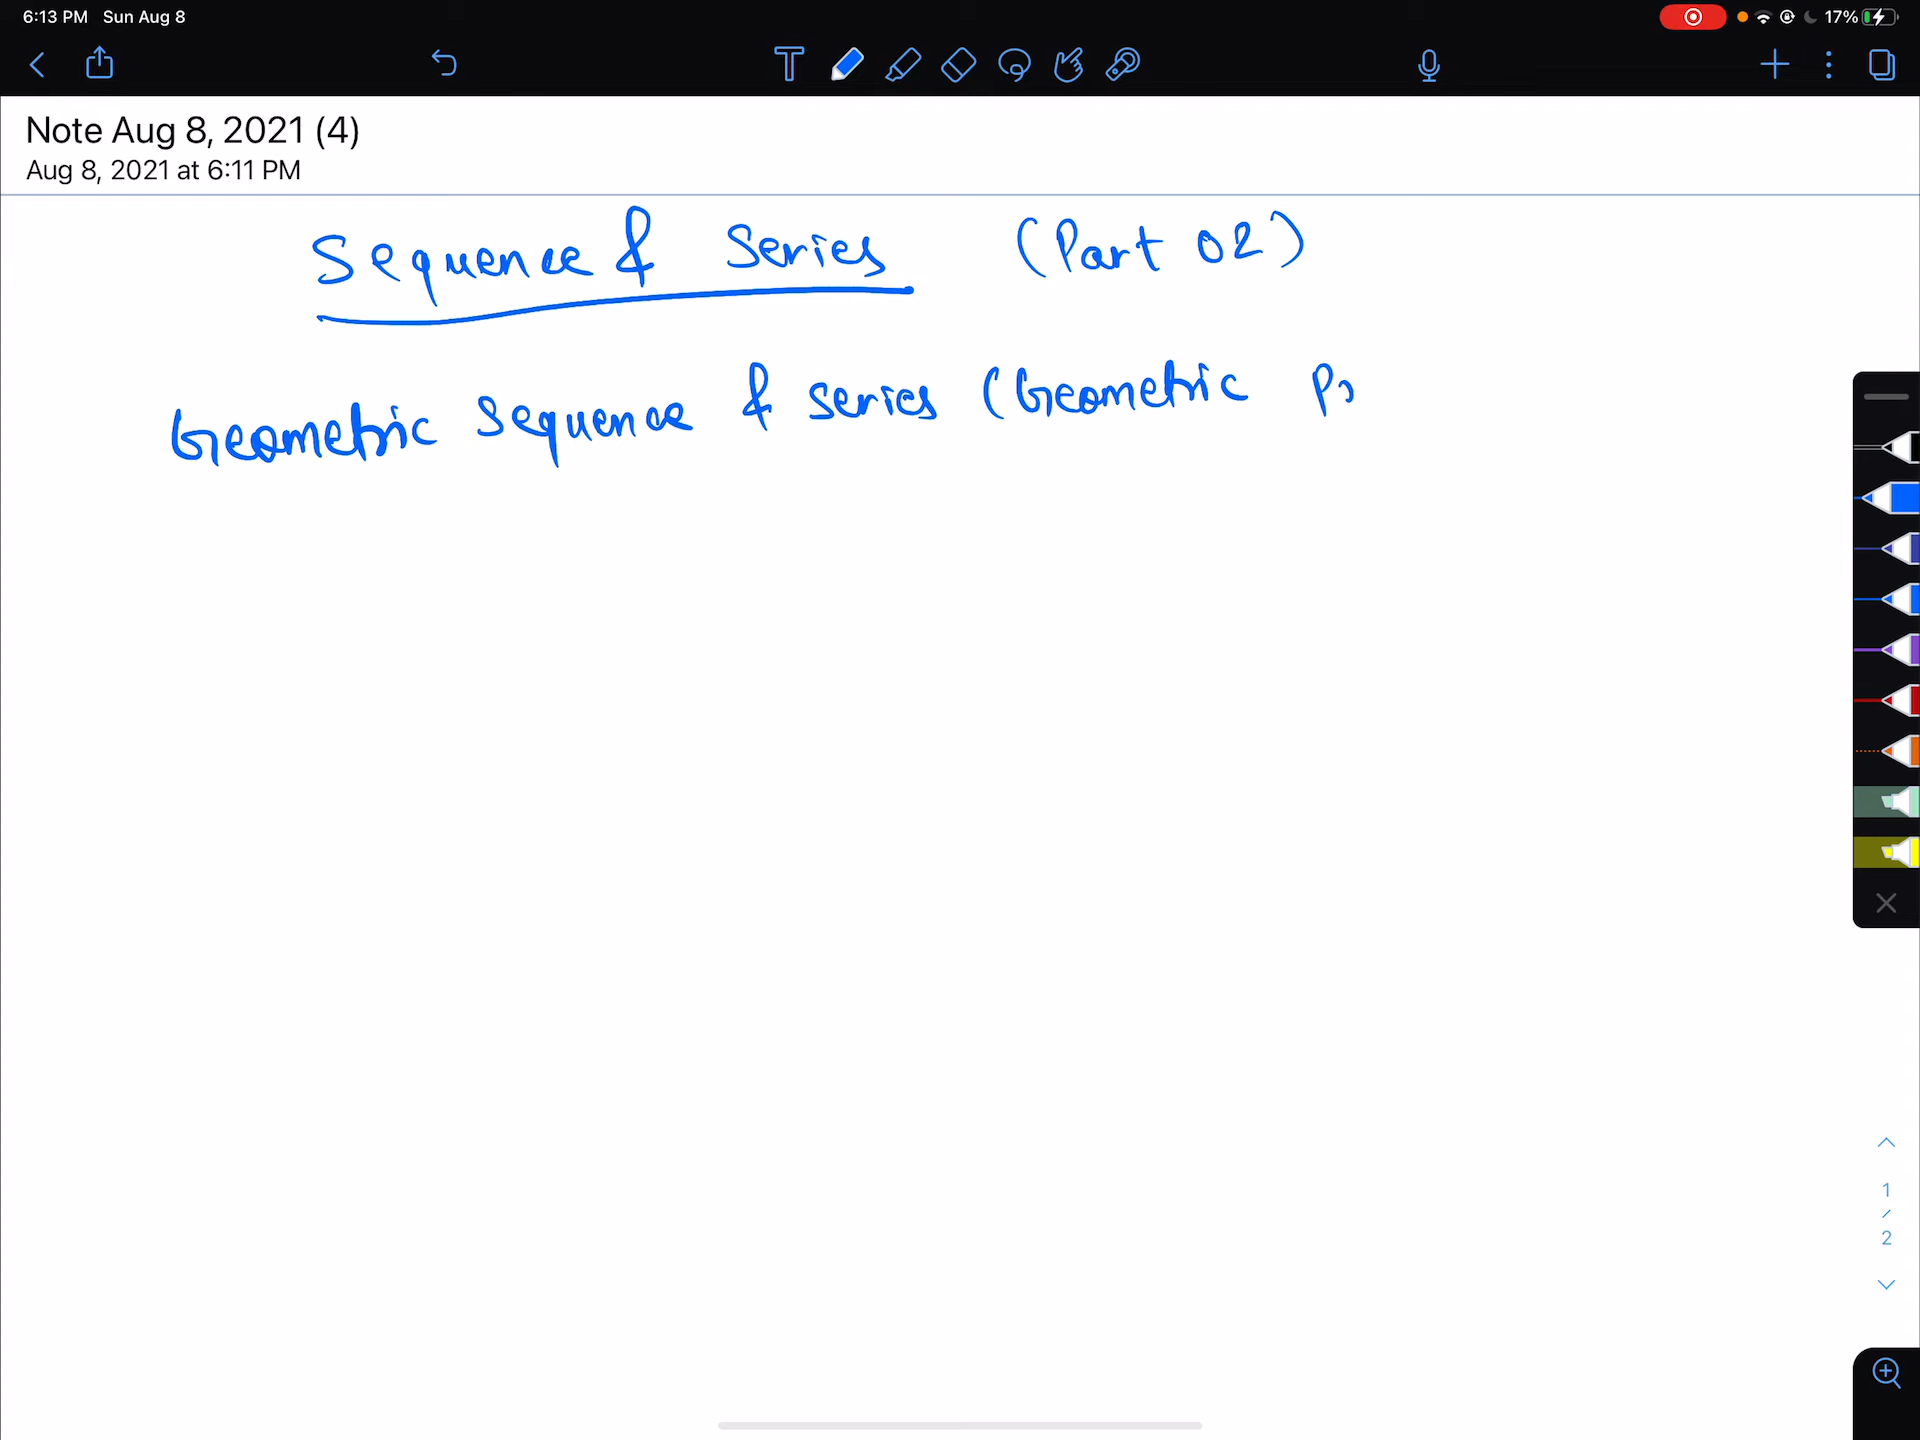 6:13 PM Sun Aug 8
17%
Note Aug 8, 2021 (4)
Aug 8, 2021 at 6:11 PM
Sequence & Series (Part 02)
Geometric Sequence & series (Geometric
1
/
2